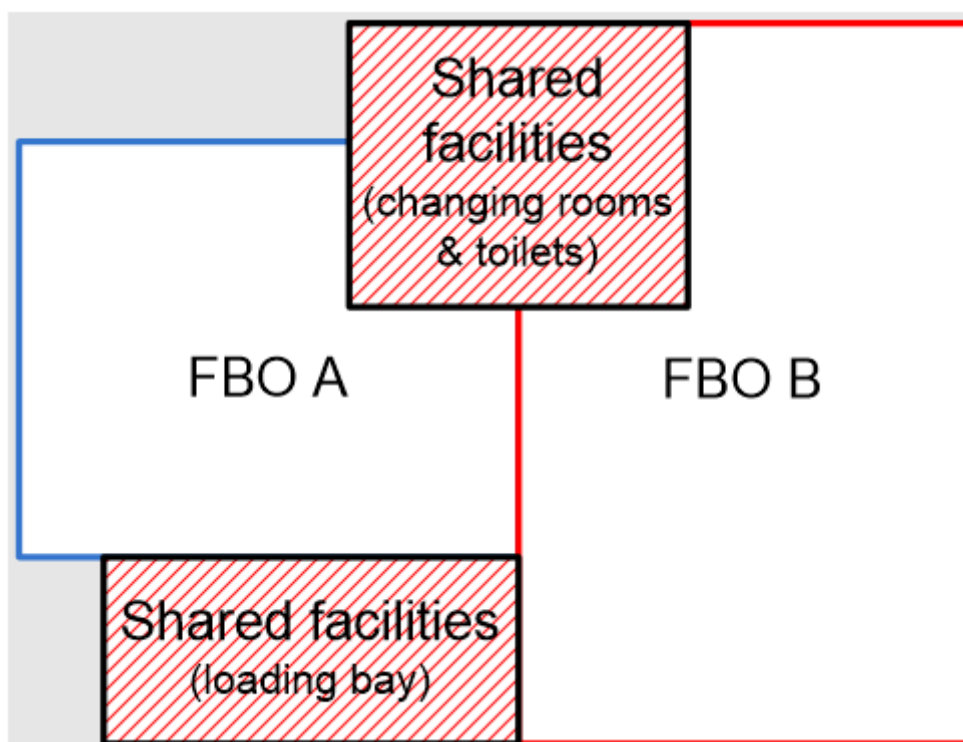 Shared
facilities
(changing rooms
& toilets)
FBO A
FBO B
Shared facilities
(loading bay)